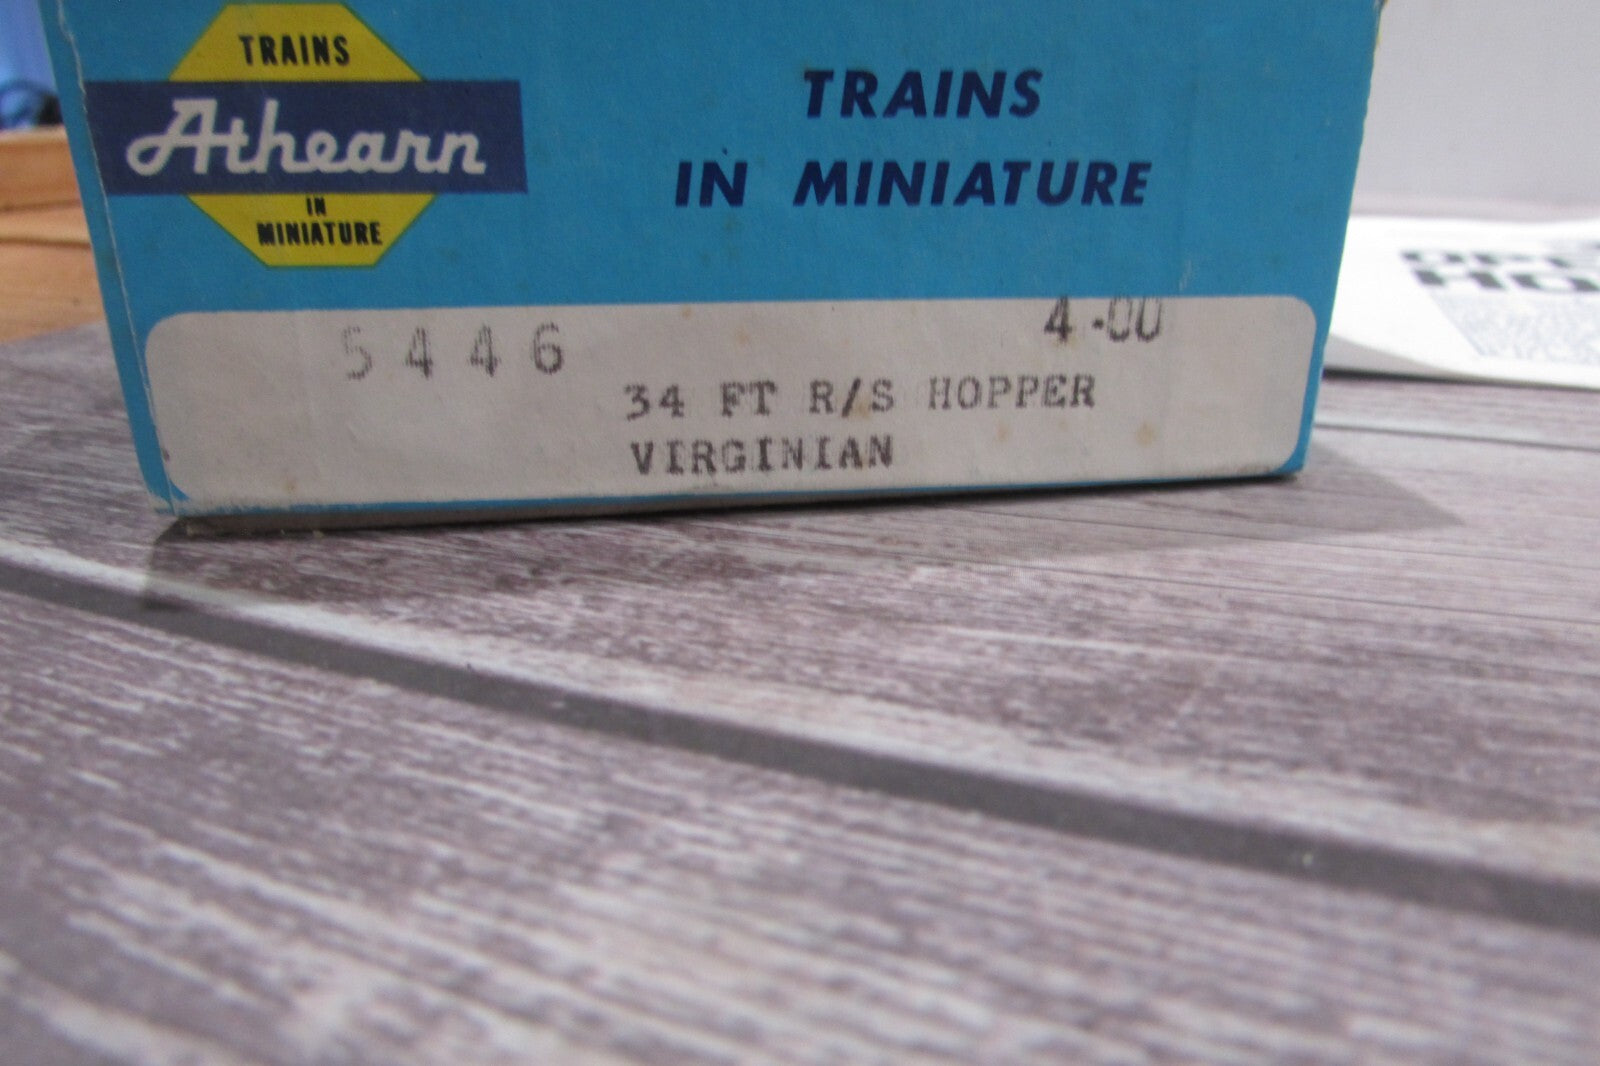 TRAINS
Athearn
IN
MINIATURE
TRAINS
IN MINIATURE
5446
4.00
34 FT R/S HOPPER
VIRGINIAN